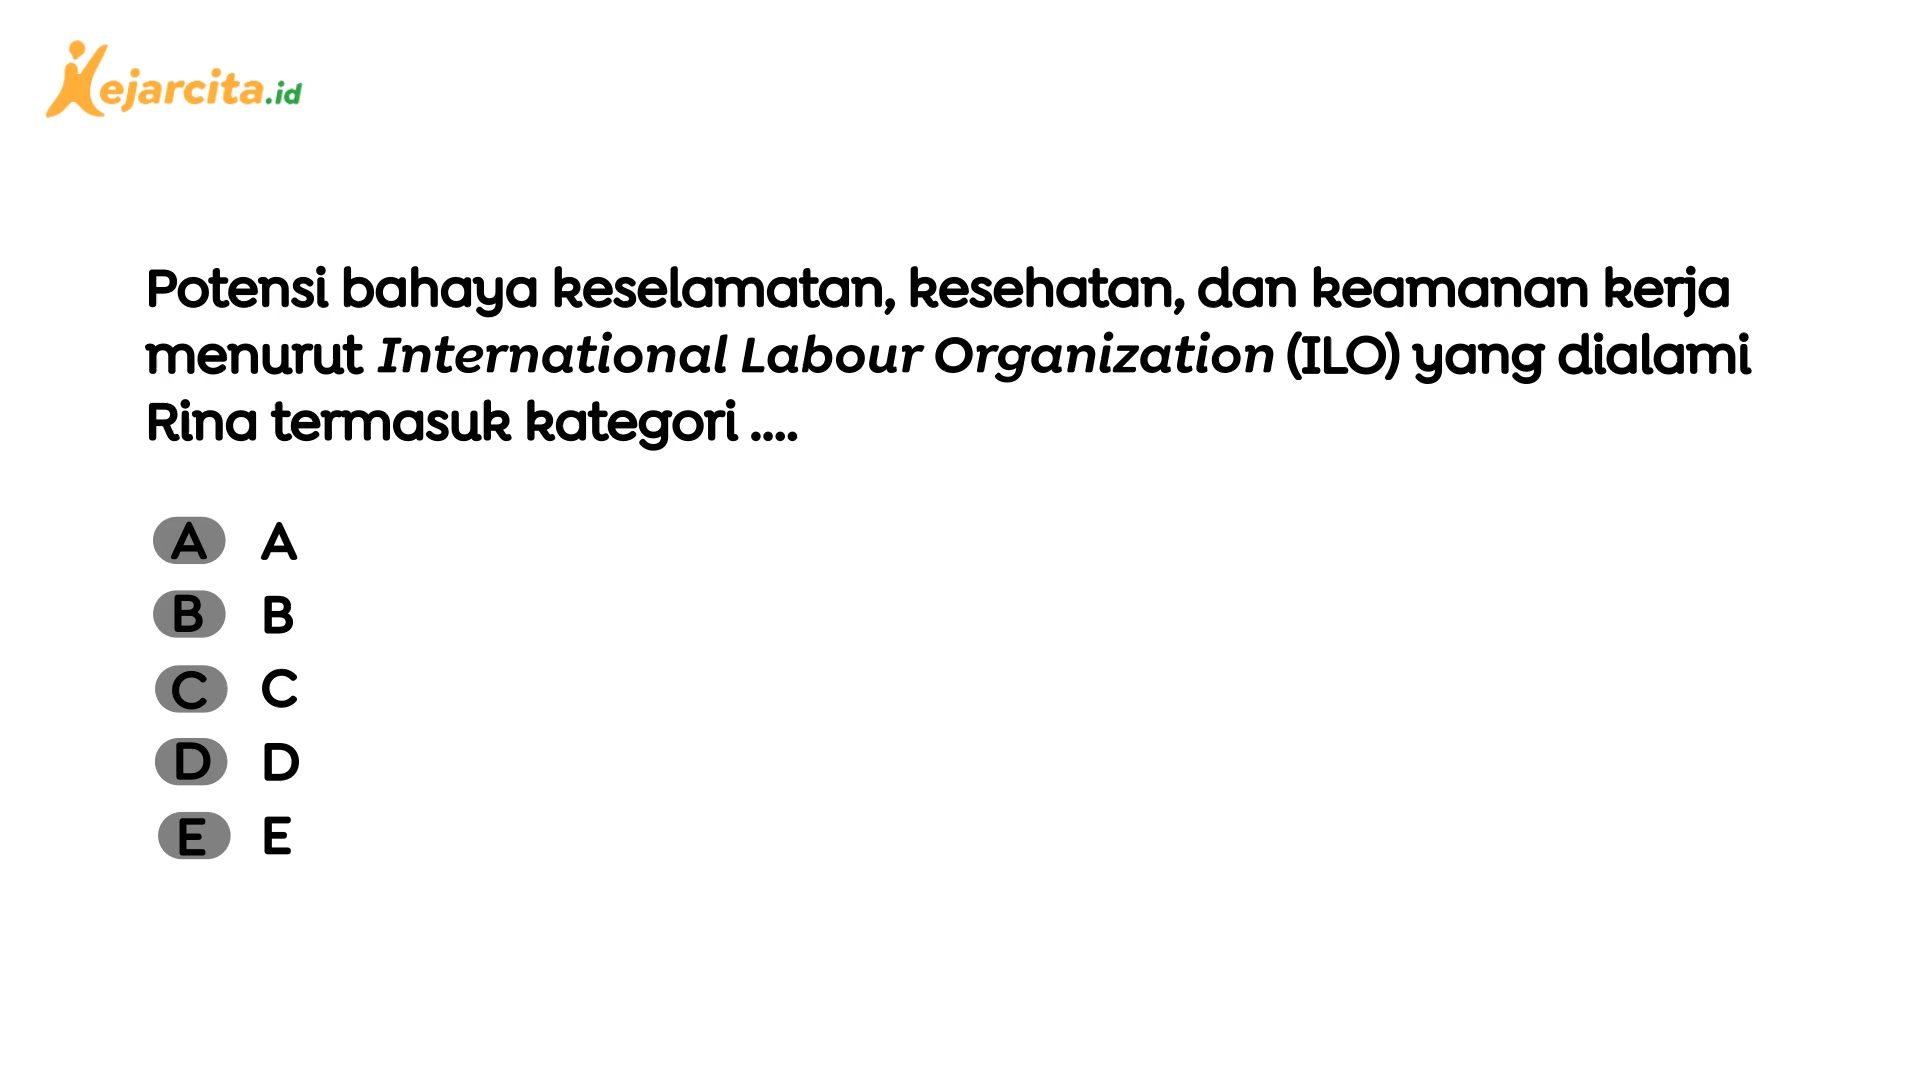 Kejarcita.id
Potensi bahaya keselamatan, kesehatan, dan keamanan kerja
menurut International Labour Organization (ILO) yang dialami
Rina termasuk kategori ....
A A
B B
C C
D D
E E